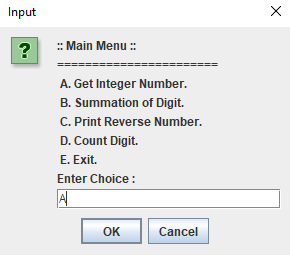 Input
:: Main Menu ::
=======================
A. Get Integer Number.
B. Summation of Digit.
C. Print Reverse Number.
D. Count Digit.
E. Exit.
Enter Choice :
A
OK Cancel